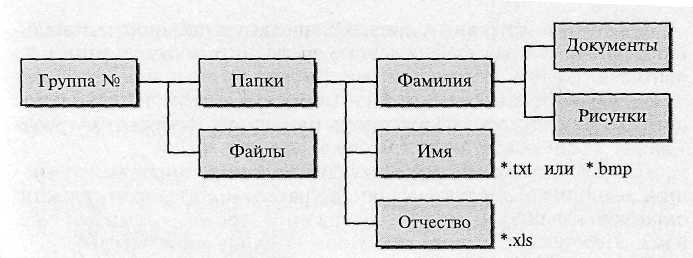 Документы
Группа № Папки Фамилия
Рисунки
Файлы Имя
*.txt или *.bmp
Отчество
*.xls